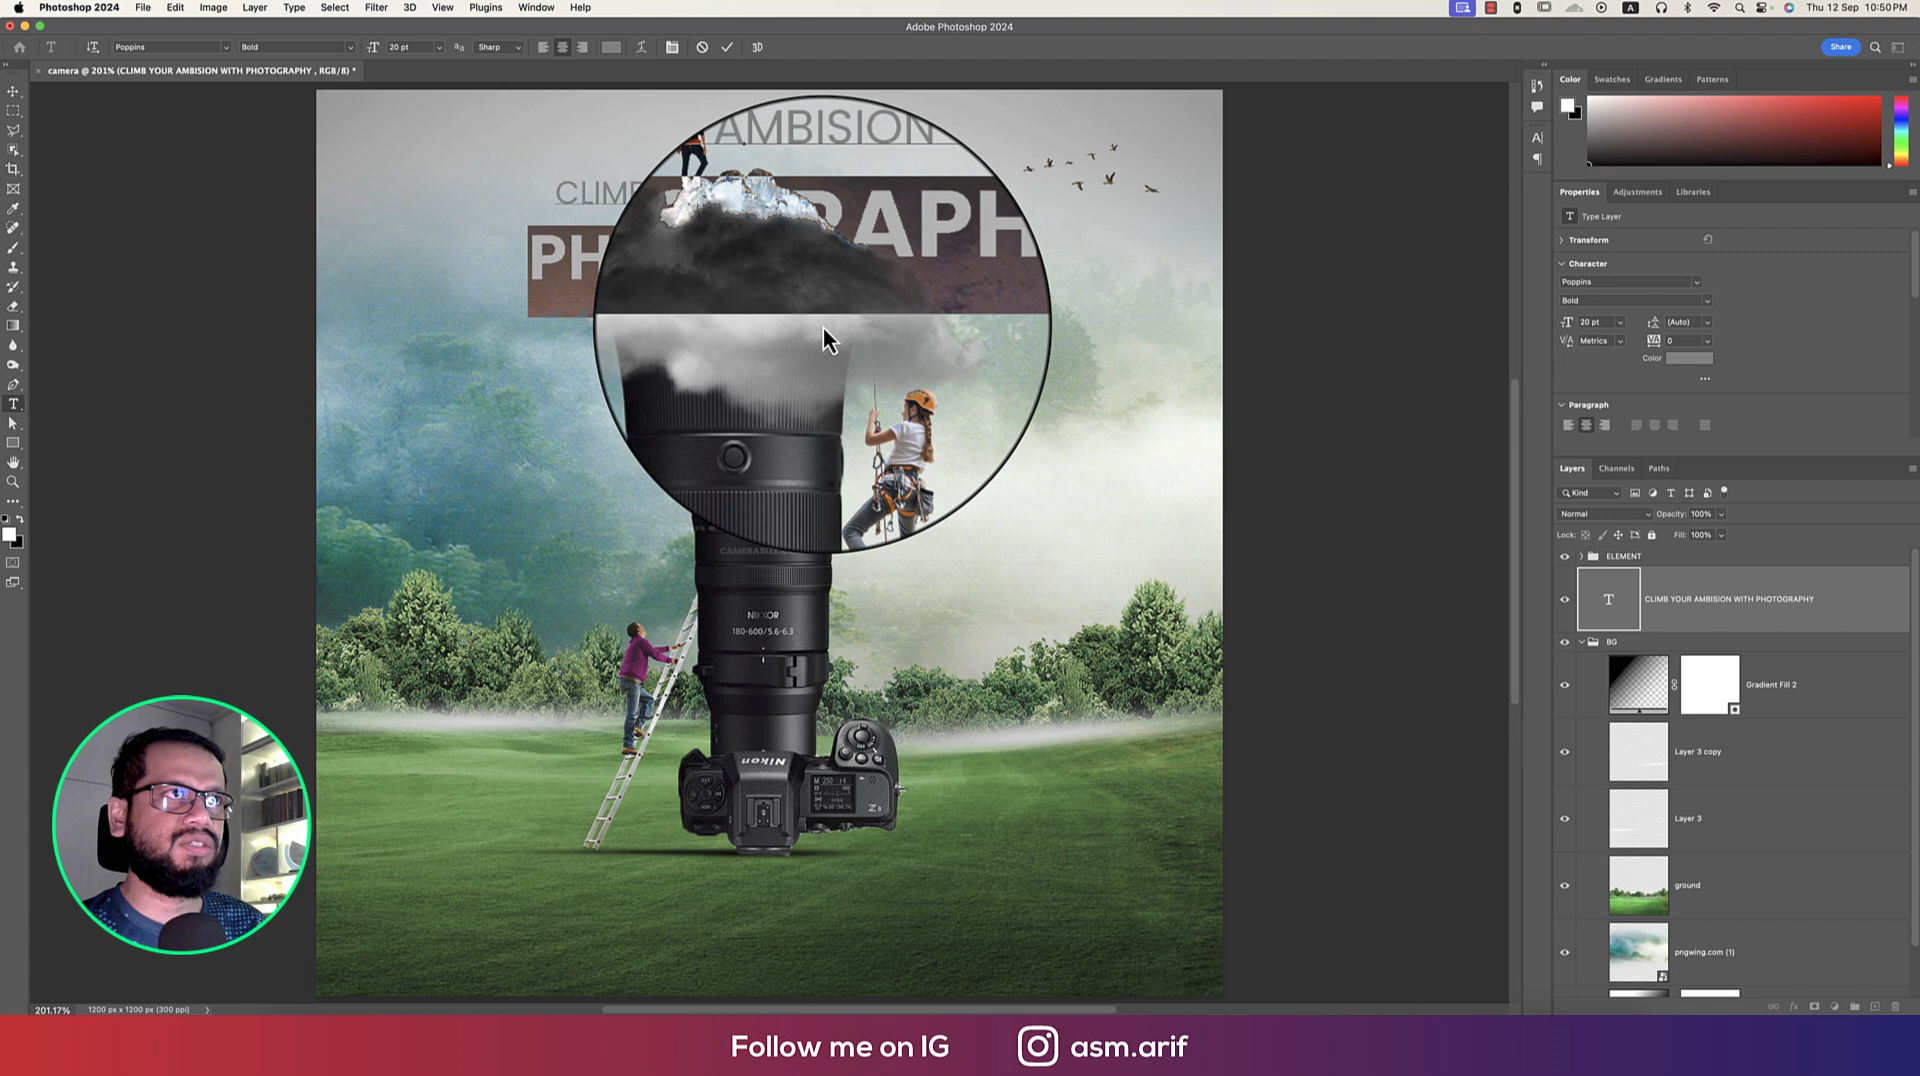 Photoshop 2024 File Edit Image Layer Type Select Filter 3D View Plugins Window Help
Thu 12 Sep 10:50 PM
Adobe Photoshop 2024
Poppins Bold 20 pt Sharp 3D Share
camera @ 201% (CLIMB YOUR AMBISION WITH PHOTOGRAPHY , RGB/8) *
Color Swatches Gradients Patterns
Properties Adjustments Libraries
Type Layer
Transform
Character
Poppins
Bold
20 pt (Auto)
Metrics 0
Color
Paragraph
Layers Channels Paths
Kind
Normal Opacity: 100%
Lock: Fill: 100%
ELEMENT
T CLIMB YOUR AMBISION WITH PHOTOGRAPHY
BG
Gradient Fill 2
Layer 3 copy
Layer 3
ground
pngwing.com (1)
AMBISION
CLIM
RAPH
PH
NIKKOR
180-600/5.6-6.3
Nikon
201.17% 1200 px x 1200 px (300 ppi)
Follow me on IG asm.arif